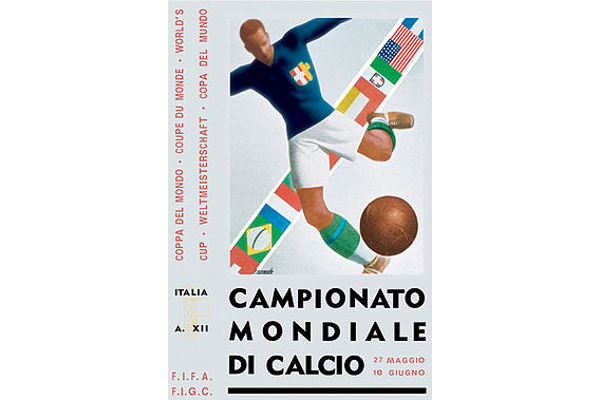 COPPA DEL MONDO · COUPE DU MONDE · WORLD'S
CUP · WELTMEISTERSCHAFT · COPA DEL MUNDO
ITALIA
A. XII
F.I.F.A.
F.I.G.C.
CAMPIONATO
MONDIALE
DI CALCIO
27 MAGGIO
10 GIUGNO